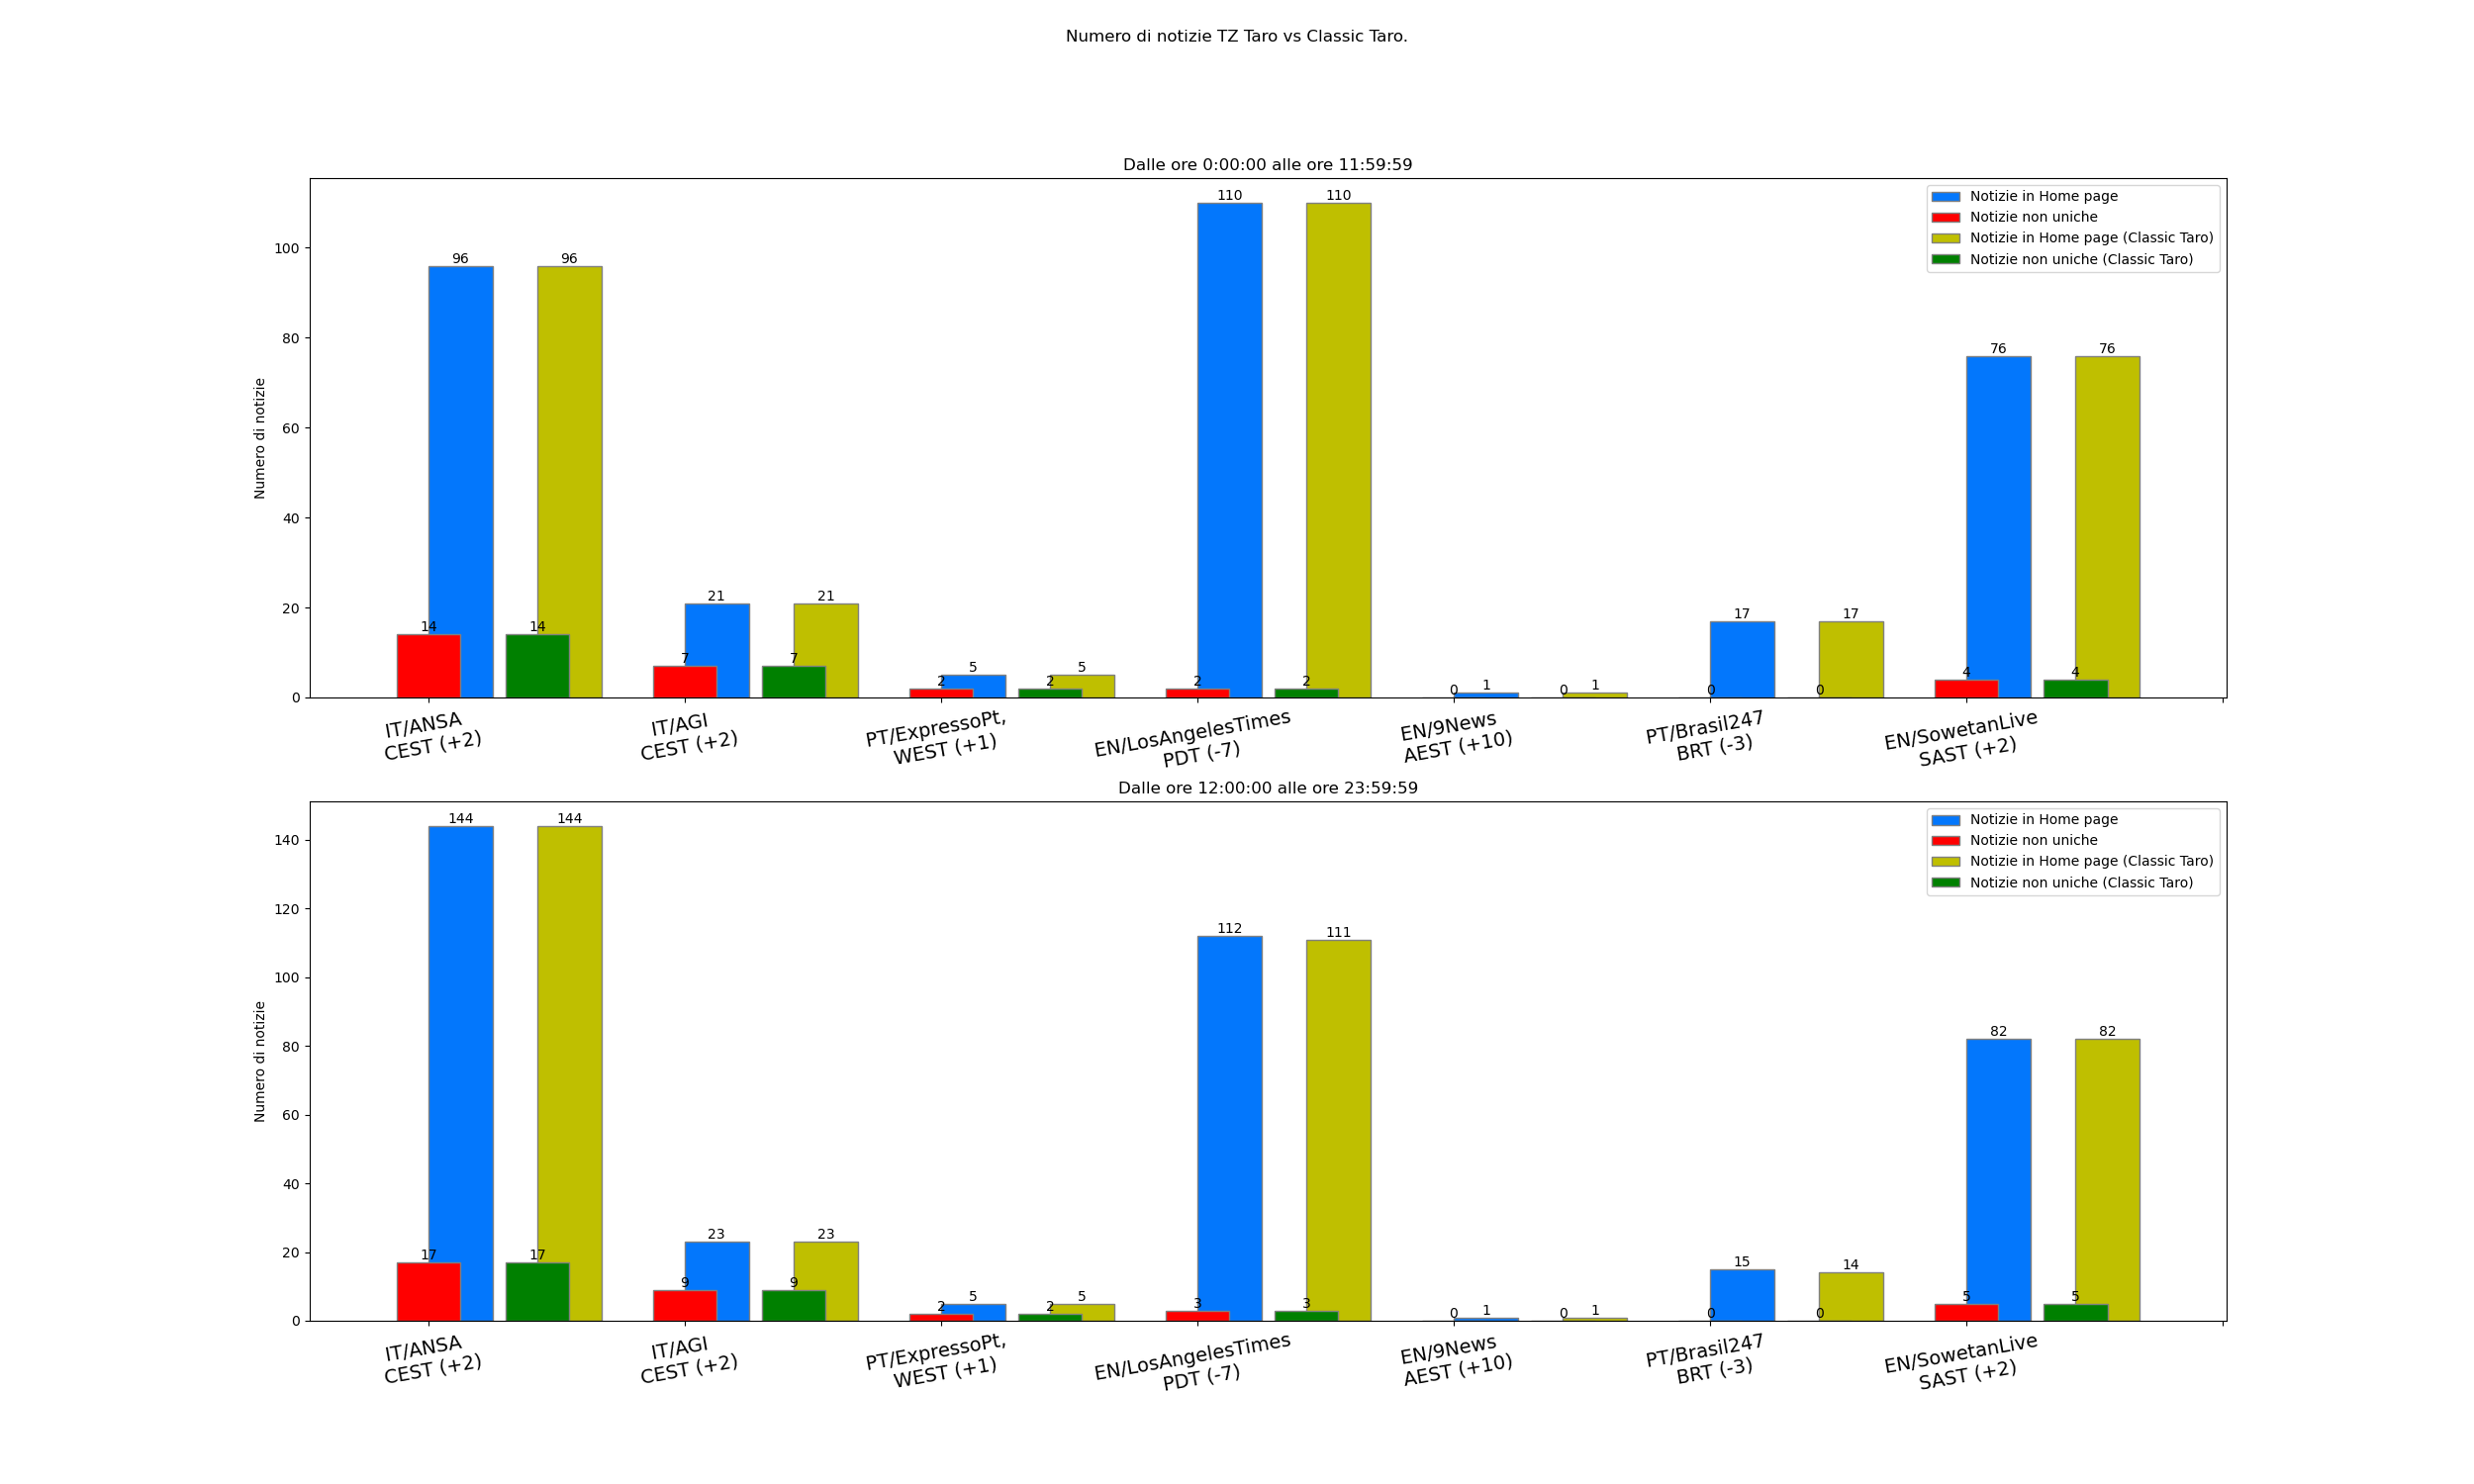 Numero di notizie TZ Taro vs Classic Taro.
Dalle ore 0:00:00 alle ore 11:59:59
Numero di notizie
0
20
40
60
80
100
Notizie in Home page
Notizie non uniche
Notizie in Home page (Classic Taro)
Notizie non uniche (Classic Taro)
14 96 14 96
7 21 7 21
2 5 2 5
2 110 2 110
0 1 0 1
0 17 0 17
4 76 4 76
IT/ANSA
CEST (+2)
IT/AGI
CEST (+2)
PT/ExpressoPt,
WEST (+1)
EN/LosAngelesTimes
PDT (-7)
EN/9News
AEST (+10)
PT/Brasil247
BRT (-3)
EN/SowetanLive
SAST (+2)
Dalle ore 12:00:00 alle ore 23:59:59
Numero di notizie
0
20
40
60
80
100
120
140
Notizie in Home page
Notizie non uniche
Notizie in Home page (Classic Taro)
Notizie non uniche (Classic Taro)
17 144 17 144
9 23 9 23
2 5 2 5
3 112 3 111
0 1 0 1
0 15 0 14
5 82 5 82
IT/ANSA
CEST (+2)
IT/AGI
CEST (+2)
PT/ExpressoPt,
WEST (+1)
EN/LosAngelesTimes
PDT (-7)
EN/9News
AEST (+10)
PT/Brasil247
BRT (-3)
EN/SowetanLive
SAST (+2)